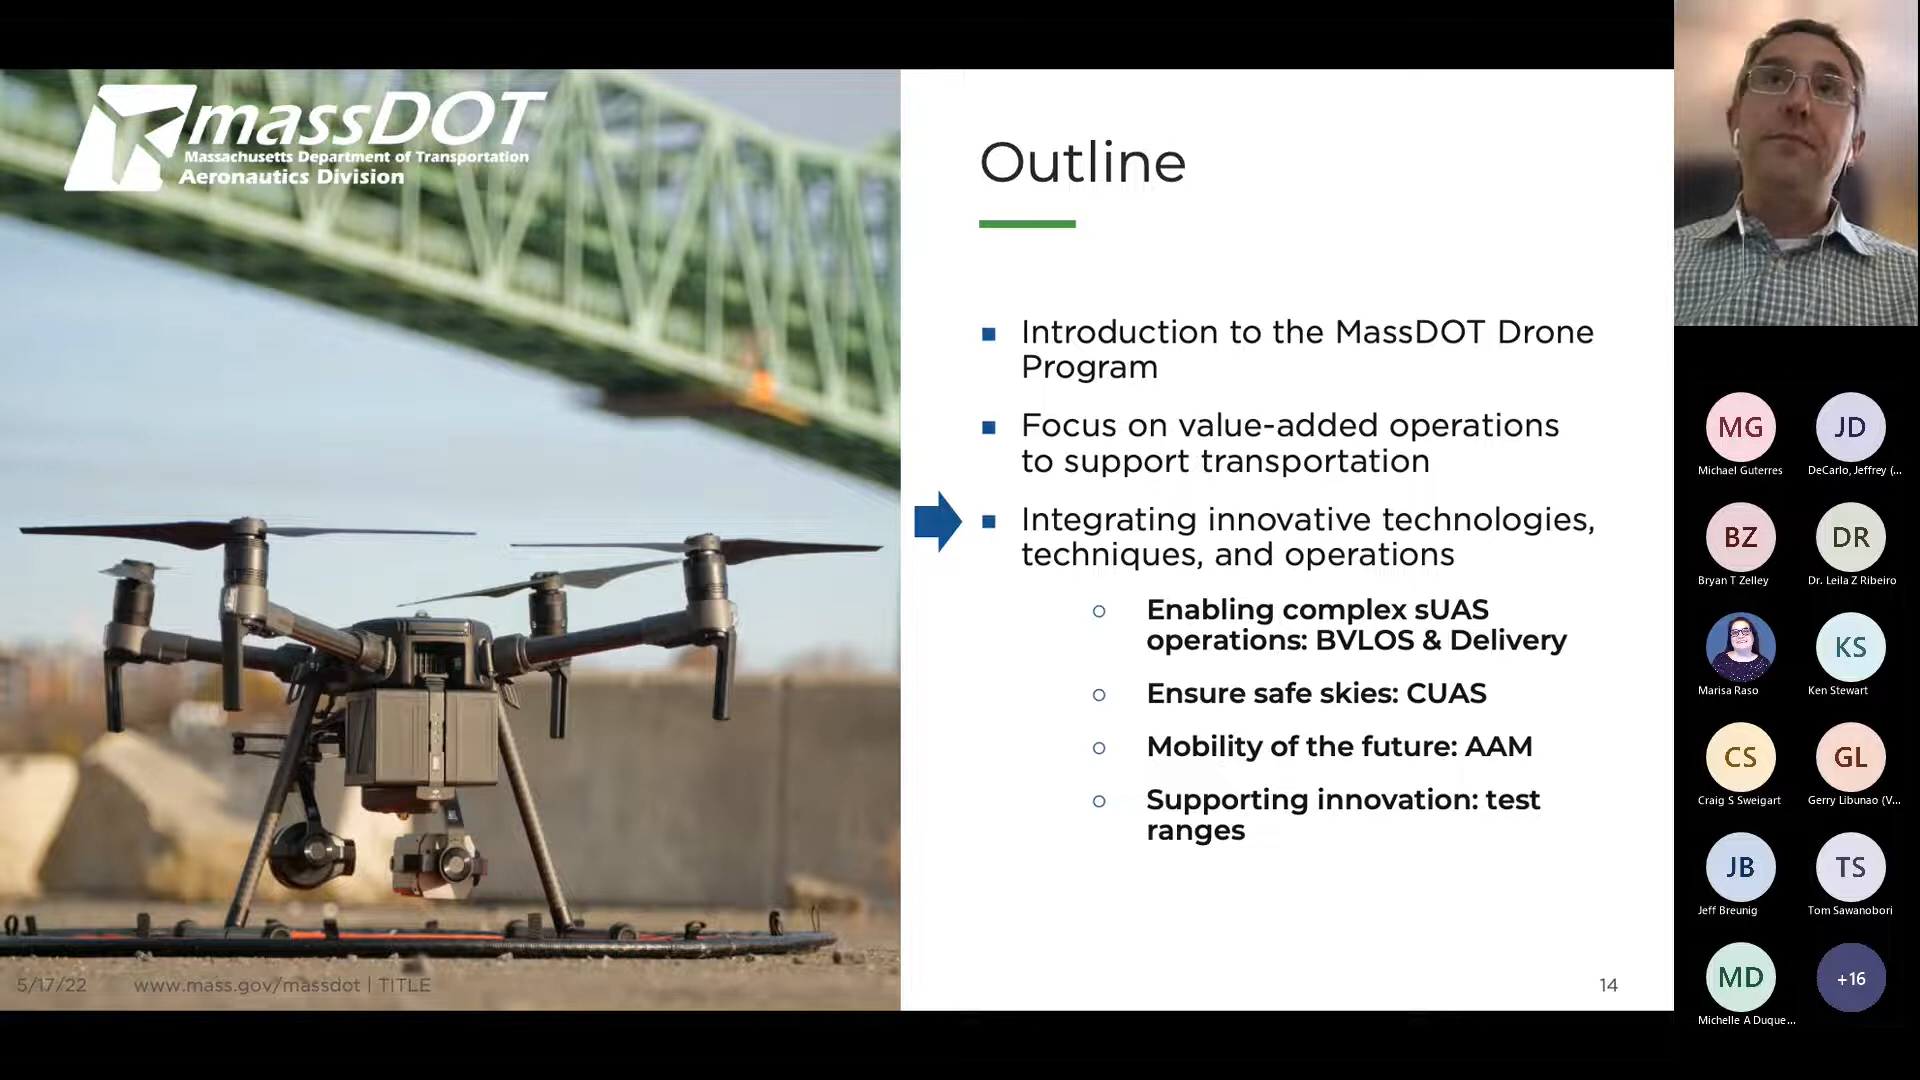 massDOT
Massachusetts Department of Transportation
Aeronautics Division
Outline
Introduction to the MassDOT Drone
Program
Focus on value-added operations
to support transportation
Integrating innovative technologies,
techniques, and operations
Enabling complex sUAS
operations: BVLOS & Delivery
Ensure safe skies: CUAS
Mobility of the future: AAM
Supporting innovation: test
ranges
5/17/22
www.mass.gov/massdot | TITLE
14
MG
Michael Guterres
JD
DeCarlo, Jeffrey (...
BZ
Bryan T Zelley
DR
Dr. Leila Z Ribeiro
Marisa Raso
KS
Ken Stewart
CS
Craig S Sweigart
GL
Gerry Libunao (V...
JB
Jeff Breunig
TS
Tom Sawanobori
MD
Michelle A Duque...
+16